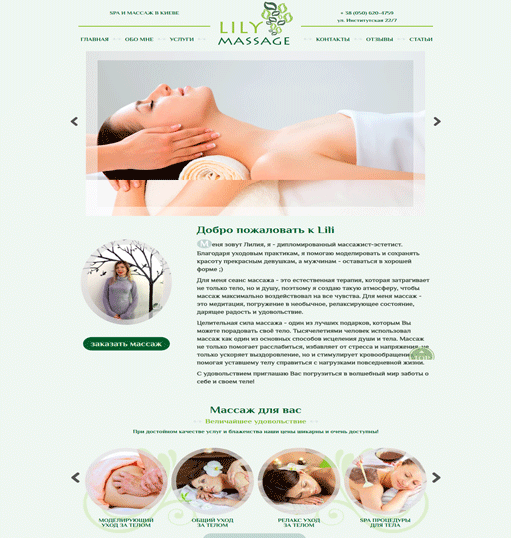 SPA И МАССАЖ В КИЕВЕ
LILY
MASSAGE
+ 38 (050) 620-4759
ул. Институтская 22/7
ГЛАВНАЯ
ОБО МНЕ
УСЛУГИ
КОНТАКТЫ
ОТЗЫВЫ
СТАТЬИ
Добро пожаловать к Lili
Меня зовут Лилия, я - дипломированный массажист-эстетист.
Благодаря уходовым практикам, я помогаю моделировать и сохранять
красоту прекрасным девушкам, а мужчинам - оставаться в хорошей
форме ;)
Для меня сеанс массажа - это естественная терапия, которая затрагивает
не только тело, но и душу, поэтому я создаю такую атмосферу, чтобы
массаж максимально воздействовал на все чувства. Для меня массаж -
это медитация, погружение в необычное, релаксирующее состояние,
дарящее радость и удовольствие.
Целительная сила массажа - один из лучших подарков, которым Вы
можете порадовать своё тело. Тысячелетиями человек использовал
массаж как один из основных способов исцеления души и тела. Массаж
не только помогает расслабиться, избавляет от стресса и напряжения, не
только ускоряет выздоровление, но и стимулирует кровообращение,
помогая уставшему телу справиться с нагрузками повседневной жизни.
С удовольствием приглашаю Вас погрузиться в волшебный мир заботы о
себе и своем теле!
заказать массаж
Массаж для вас
Величайшее удовольствие
При достойном качестве услуг и блаженства наши цены шикарны и очень доступны!
МОДЕЛИРУЮЩИЙ
УХОД ЗА ТЕЛОМ
ОБЩИЙ УХОД
ЗА ТЕЛОМ
РЕЛАКС УХОД
ЗА ТЕЛОМ
SPA ПРОЦЕДУРЫ
ДЛЯ ТЕЛА